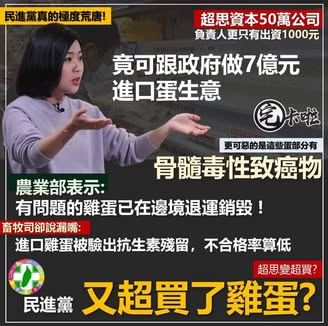 民進黨真的極度荒唐!
超思資本50萬公司
負責人更只有出資1000元
竟可跟政府做7億元
進口蛋生意
宅卡啦
更可惡的是這些蛋部分有
骨髓毒性致癌物
農業部表示:
有問題的雞蛋已在邊境退運銷毀!
畜牧司卻說漏嘴:
進口雞蛋被驗出抗生素殘留，不合格率算低
超思變超買?
民進黨
又超買了雞蛋?